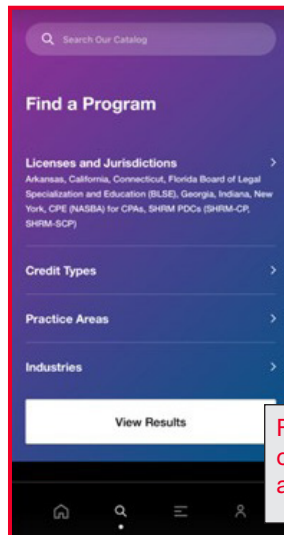 Search Our Catalog
Find a Program
Licenses and Jurisdictions
Arkansas, California, Connecticut, Florida Board of Legal
Specialization and Education (BLSE), Georgia, Indiana, New
York, CPE (NASBA) for CPAs, SHRM PDCs (SHRM-CP,
SHRM-SCP)
Credit Types
Practice Areas
Industries
View Results